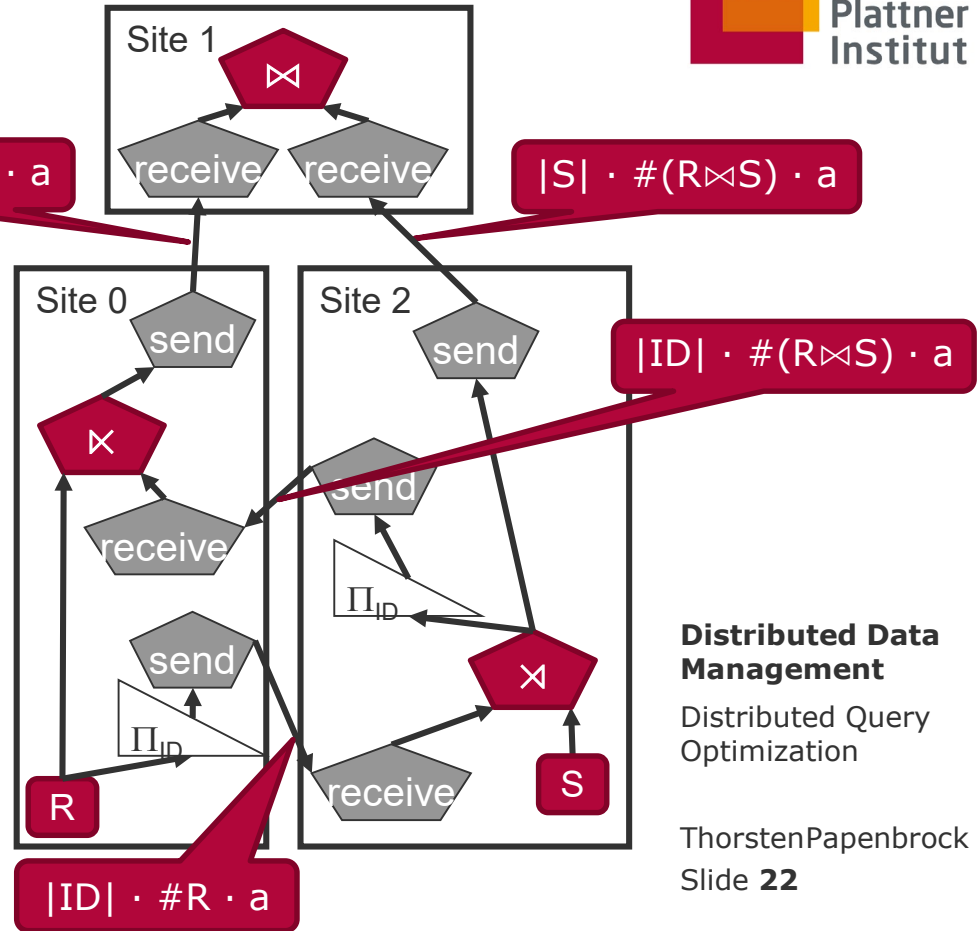 Plattner
Institut
Site 1
⋈
receive
receive
· a
|S| · #(R⋈S) · a
Site 0
Site 2
send
send
|ID| · #(R⋈S) · a
⋉
send
receive
Π_ID
send
⋊
Π_ID
receive
R
S
|ID| · #R · a
Distributed Data
Management
Distributed Query
Optimization
ThorstenPapenbrock
Slide 22